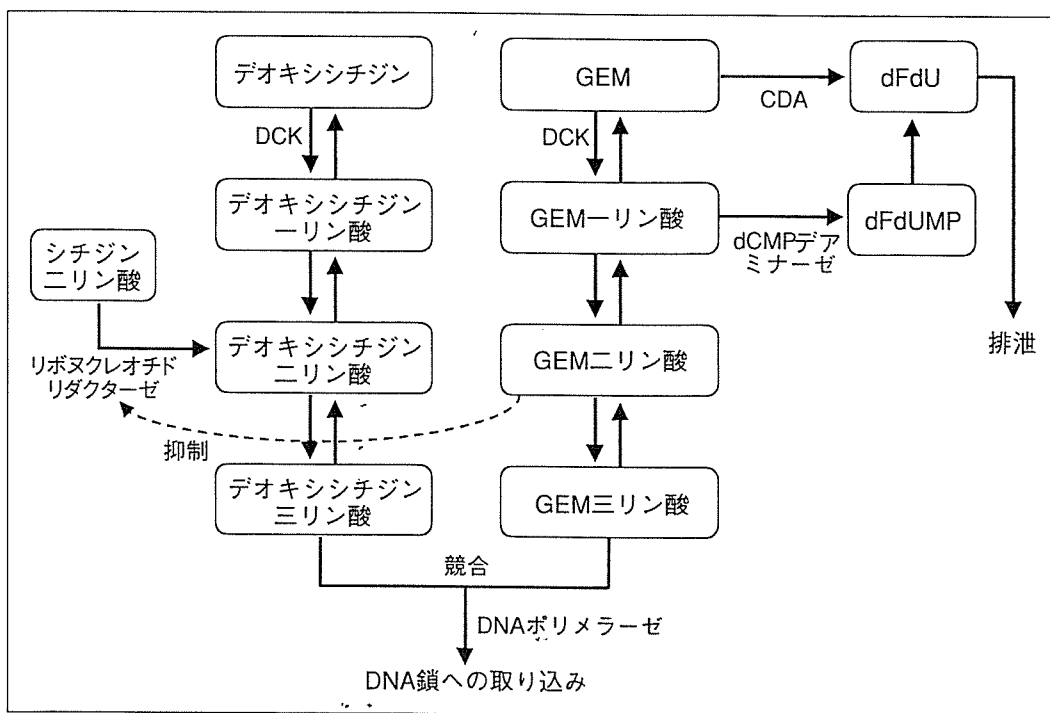 デオキシシチジン
GEM
dFdU
CDA
DCK
DCK
デオキシシチジン
一リン酸
GEM一リン酸
dFdUMP
dCMPデア
ミナーゼ
シチジン
二リン酸
デオキシシチジン
二リン酸
GEM二リン酸
排泄
リボヌクレオチド
リダクターゼ
抑制
デオキシシチジン
三リン酸
GEM三リン酸
競合
DNAポリメラーゼ
DNA鎖への取り込み